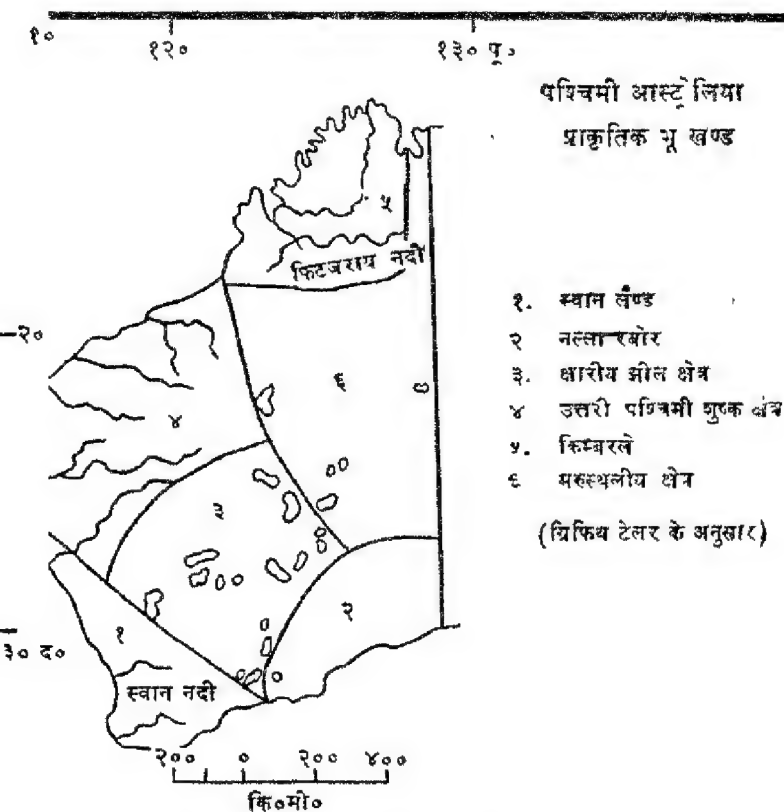 १० १२० १३० पू०
पश्चिमी आस्ट्रेलिया
प्राकृतिक भू खण्ड
५
फिटजराय नदी
२०
६
४
३
२
१
३० द०
स्वान नदी
१. स्वान लैण्ड
२ नल्ला रबोर
३. क्षारीय झील क्षेत्र
४ उत्तरी पश्चिमी शुष्क क्षेत्र
५. किम्बरले
६ मरुस्थलीय क्षेत्र
(ग्रिफिथ टेलर के अनुसार)
२०० ० २०० ४००
कि०मी०